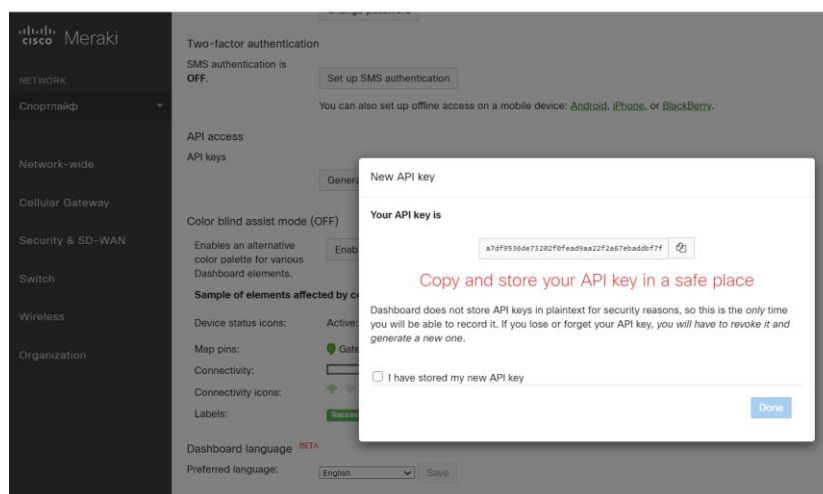 cisco Meraki
NETWORK
Спортлайф
Network-wide
Cellular Gateway
Security & SD-WAN
Switch
Wireless
Organization
Two-factor authentication
SMS authentication is
OFF.
Set up SMS authentication
You can also set up offline access on a mobile device: Android, iPhone, or BlackBerry.
API access
API keys
Genera
Color blind assist mode (OFF)
Enables an alternative
color palette for various
Dashboard elements.
Enab
Sample of elements affected by co
Device status icons:
Active:
Map pins:
Gate
Connectivity:
Connectivity icons:
Labels:
Succes
Dashboard language BETA
Preferred language:
English
Save
New API key
Your API key is
a7df9536de73202f0fead9aa22f2a67ebaddbf7f
Copy and store your API key in a safe place
Dashboard does not store API keys in plaintext for security reasons, so this is the only time
you will be able to record it. If you lose or forget your API key, you will have to revoke it and
generate a new one.
I have stored my new API key
Done